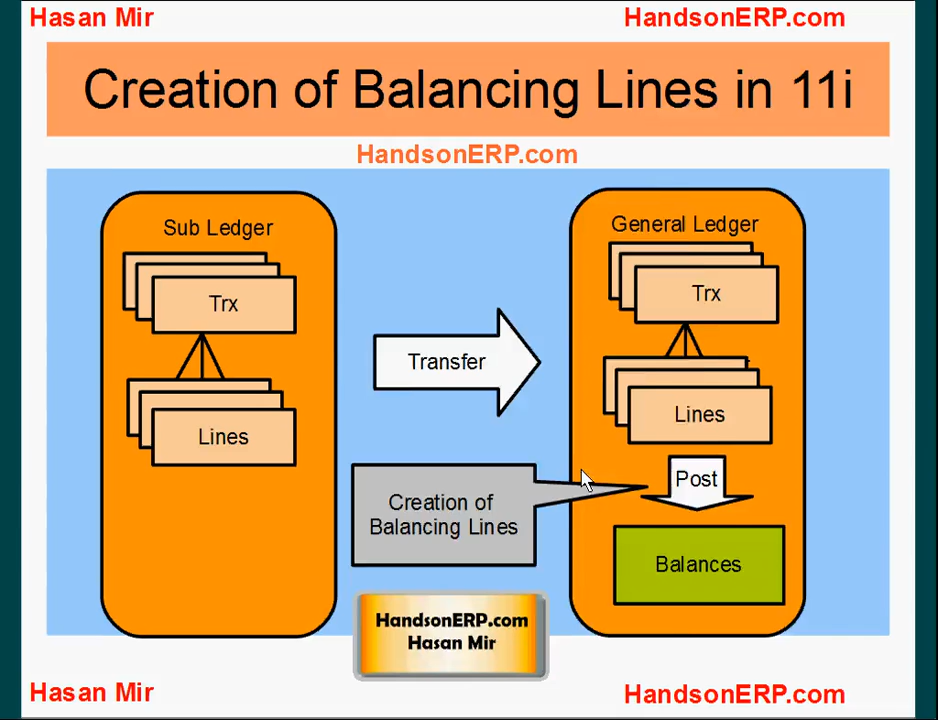 Hasan Mir
HandsonERP.com
Creation of Balancing Lines in 11i
HandsonERP.com
Sub Ledger
Trx
Lines
Transfer
General Ledger
Trx
Lines
Post
Creation of
Balancing Lines
Balances
HandsonERP.com
Hasan Mir
Hasan Mir
HandsonERP.com